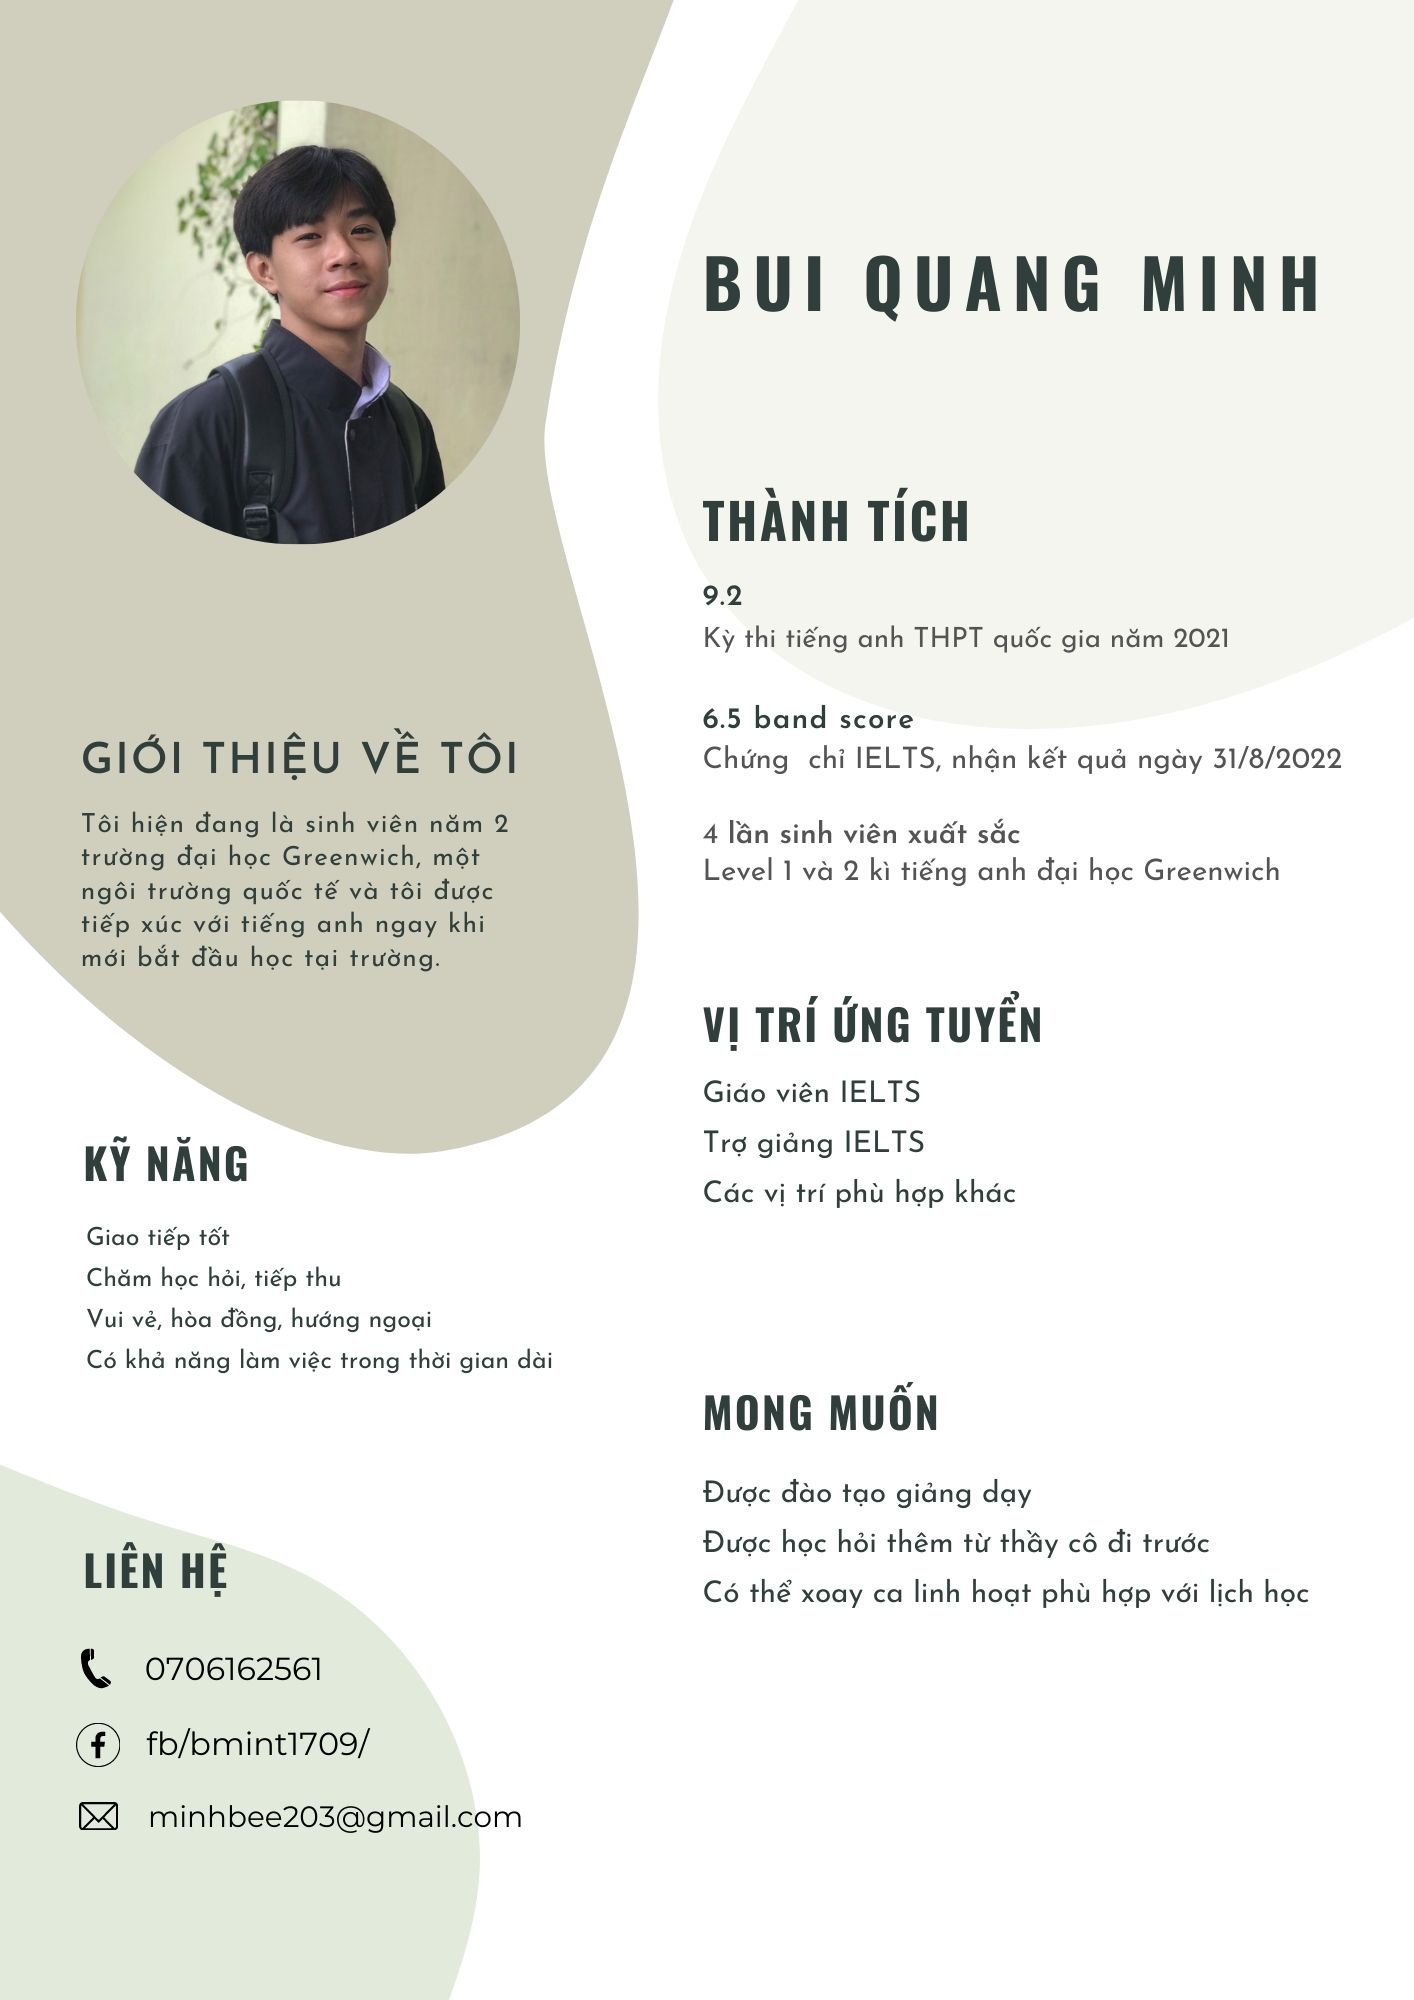 BUI QUANG MINH
THÀNH TÍCH
9.2
Kỳ thi tiếng anh THPT quốc gia năm 2021
6.5 band score
Chứng chỉ IELTS, nhận kết quả ngày 31/8/2022
4 lần sinh viên xuất sắc
Level 1 và 2 kì tiếng anh đại học Greenwich
GIỚI THIỆU VỀ TÔI
Tôi hiện đang là sinh viên năm 2
trường đại học Greenwich, một
ngôi trường quốc tế và tôi được
tiếp xúc với tiếng anh ngay khi
mới bắt đầu học tại trường.
VỊ TRÍ ỨNG TUYỂN
Giáo viên IELTS
Trợ giảng IELTS
Các vị trí phù hợp khác
KỸ NĂNG
Giao tiếp tốt
Chăm học hỏi, tiếp thu
Vui vẻ, hòa đồng, hướng ngoại
Có khả năng làm việc trong thời gian dài
MONG MUỐN
Được đào tạo giảng dạy
Được học hỏi thêm từ thầy cô đi trước
Có thể xoay ca linh hoạt phù hợp với lịch học
LIÊN HỆ
0706162561
fb/bmint1709/
minhbee203@gmail.com